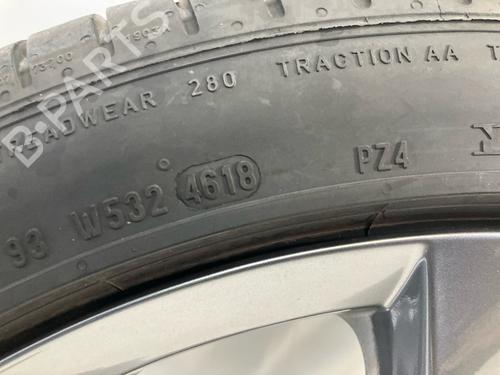 TREADWEAR 280 TRACTION AA T
93 W532 4618 PZ4
B-PARTS